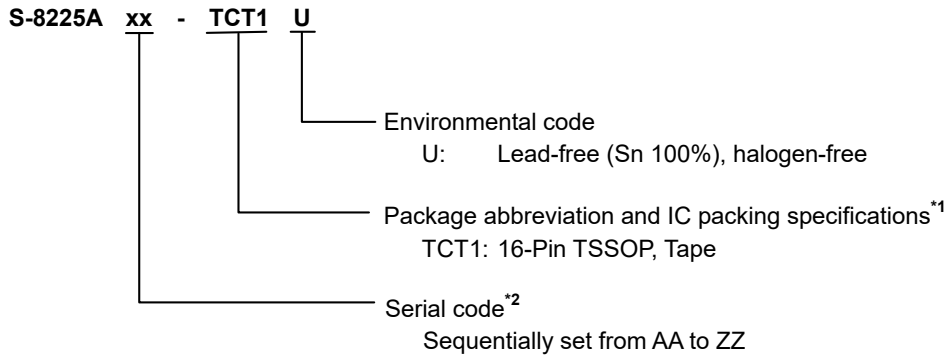 S-8225A xx - TCT1 U
Environmental code
U: Lead-free (Sn 100%), halogen-free
Package abbreviation and IC packing specifications*1
TCT1: 16-Pin TSSOP, Tape
Serial code*2
Sequentially set from AA to ZZ